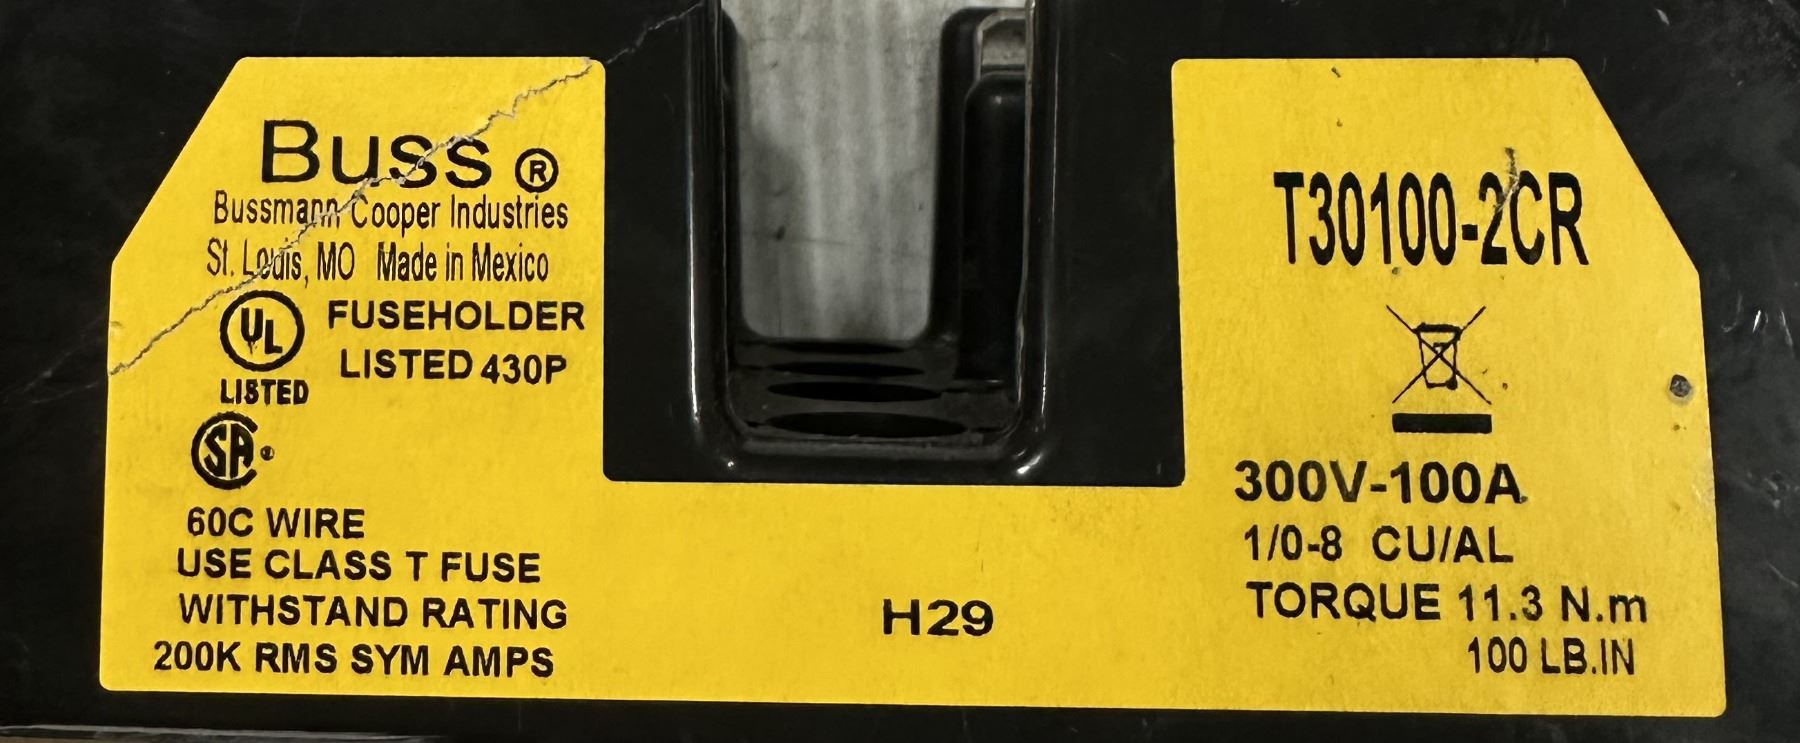 Buss ®
Bussmann Cooper Industries
St. Louis, MO Made in Mexico
UL LISTED
FUSEHOLDER
LISTED 430P
SA
60C WIRE
USE CLASS T FUSE
WITHSTAND RATING
200K RMS SYM AMPS
H29
T30100-2CR
300V-100A
1/0-8 CU/AL
TORQUE 11.3 N.m
100 LB.IN